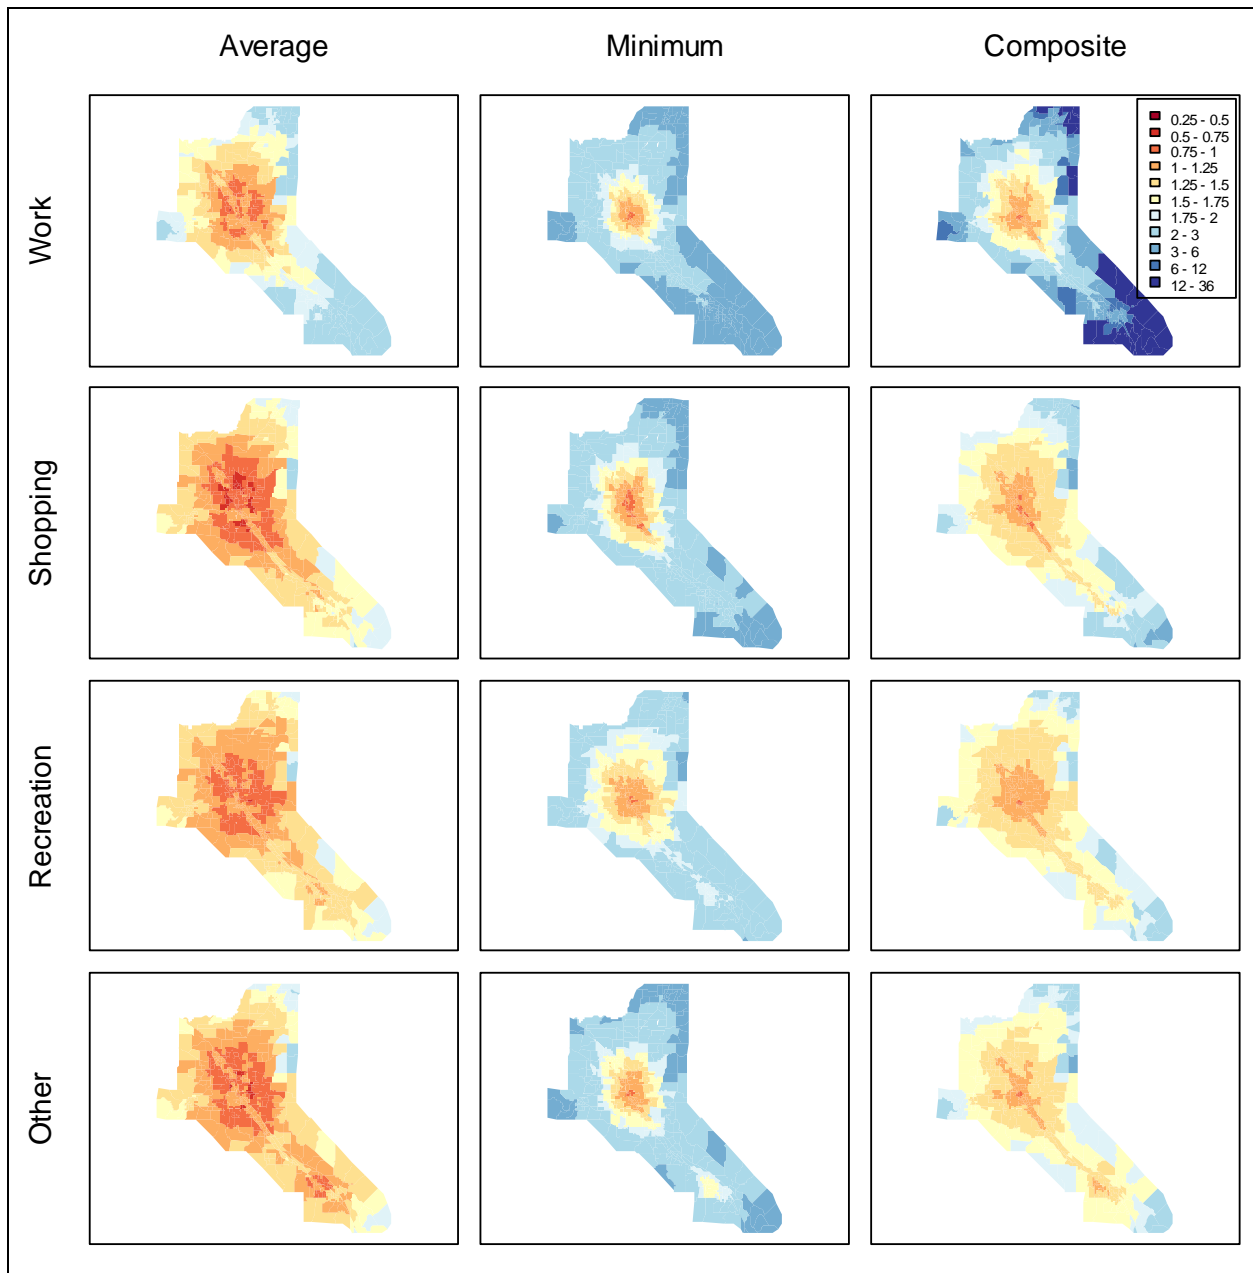 Average Minimum Composite
Work
0.25 - 0.5
0.5 - 0.75
0.75 - 1
1 - 1.25
1.25 - 1.5
1.5 - 1.75
1.75 - 2
2 - 3
3 - 6
6 - 12
12 - 36
Shopping
Recreation
Other